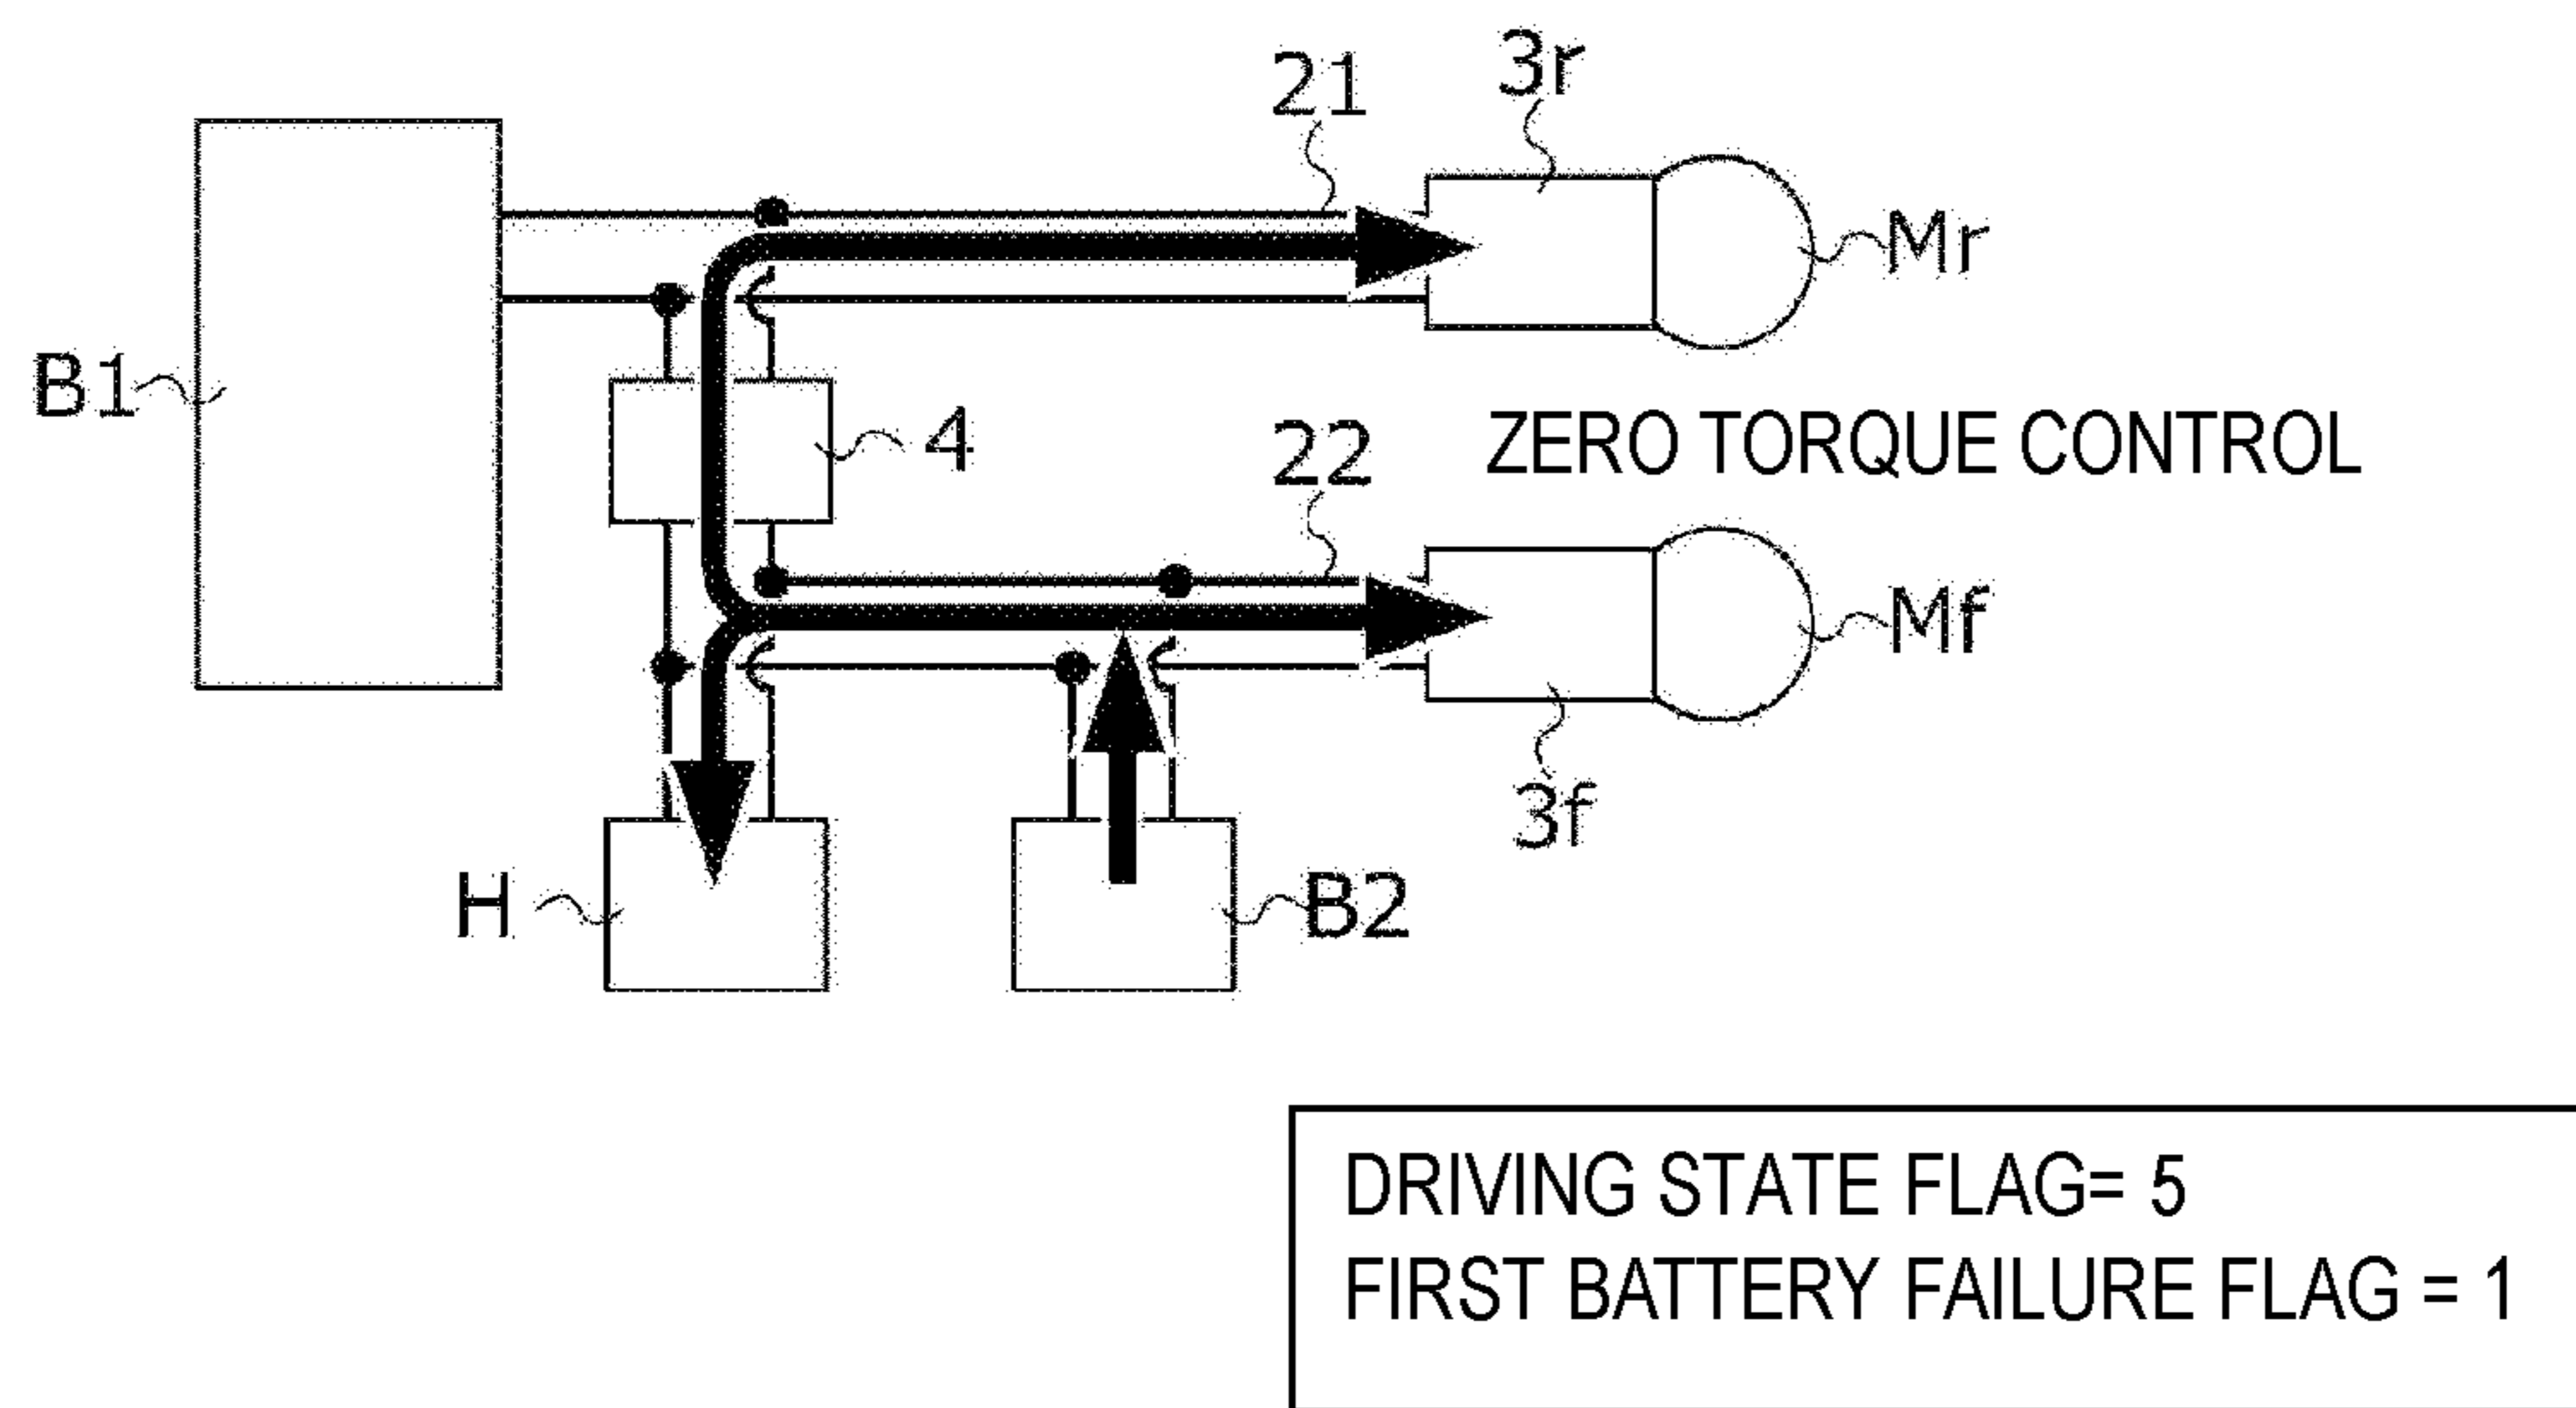 21
3r
Mr
B1
4
22
ZERO TORQUE CONTROL
Mf
3f
H
B2
DRIVING STATE FLAG= 5
FIRST BATTERY FAILURE FLAG = 1